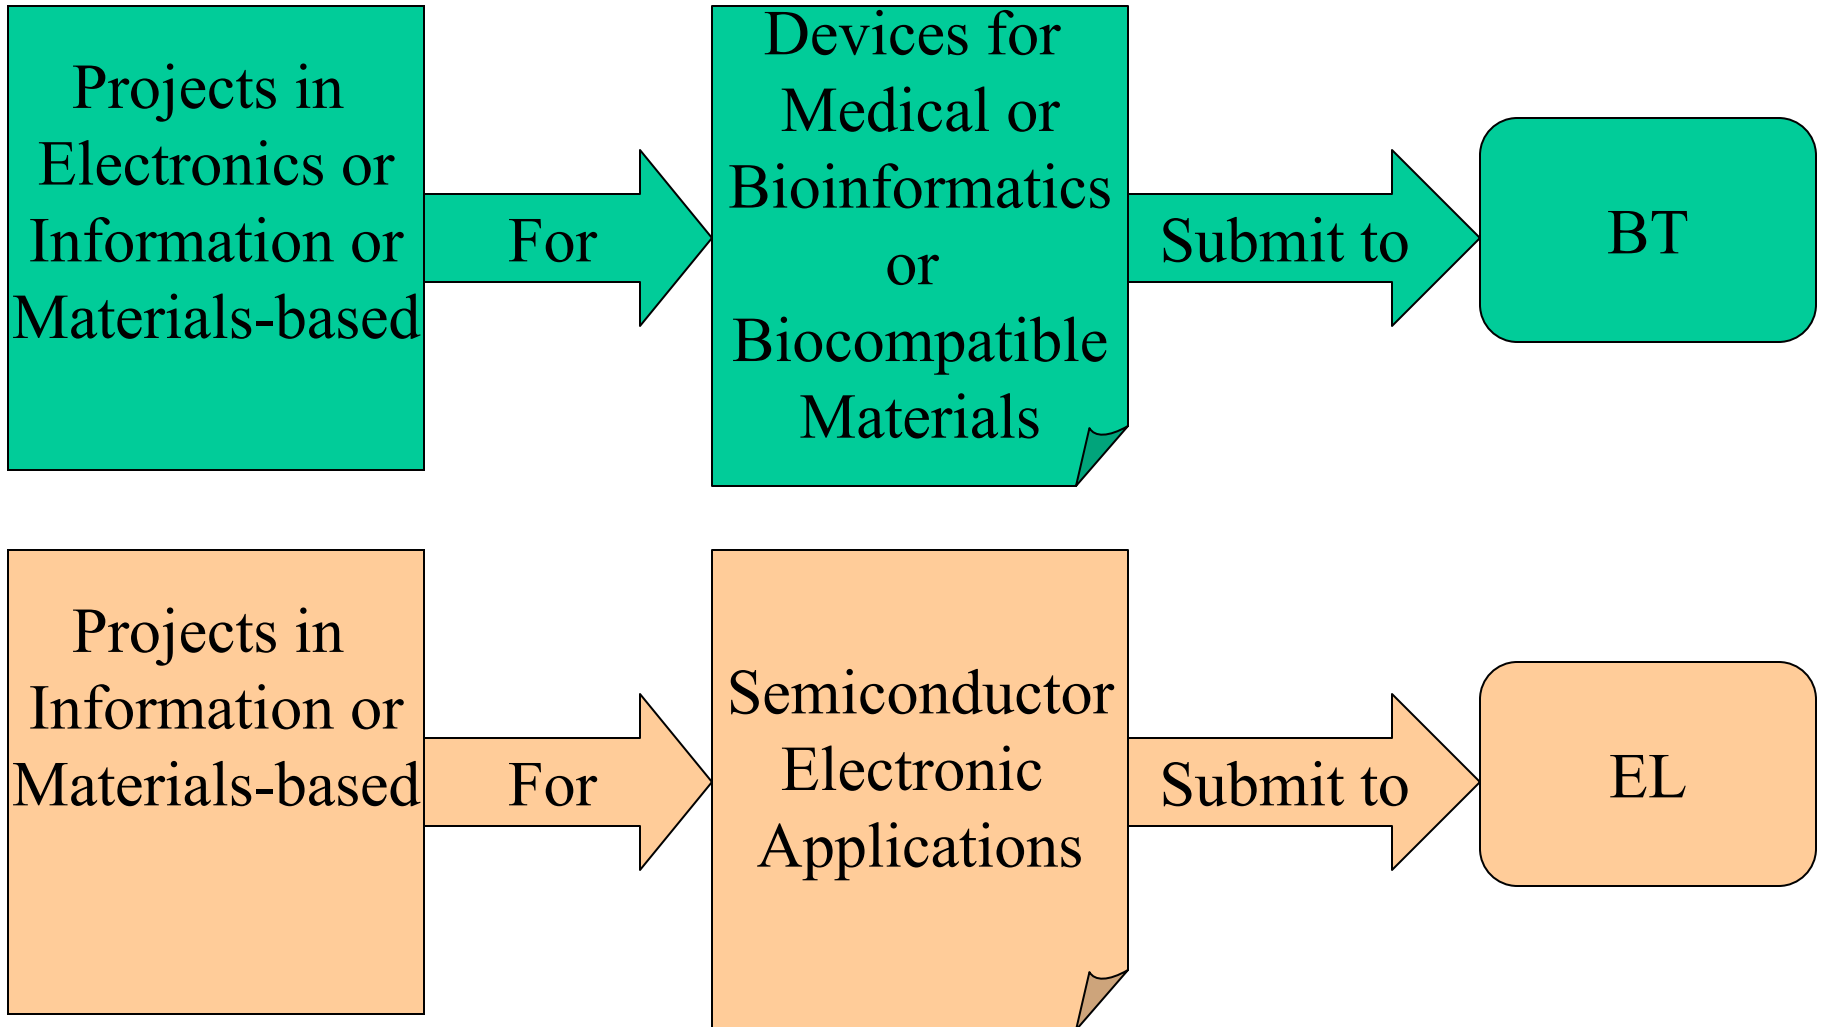 Projects in
Electronics or
Information or
Materials-based
For
Devices for
Medical or
Bioinformatics
or
Biocompatible
Materials
Submit to
BT
Projects in
Information or
Materials-based
For
Semiconductor
Electronic
Applications
Submit to
EL